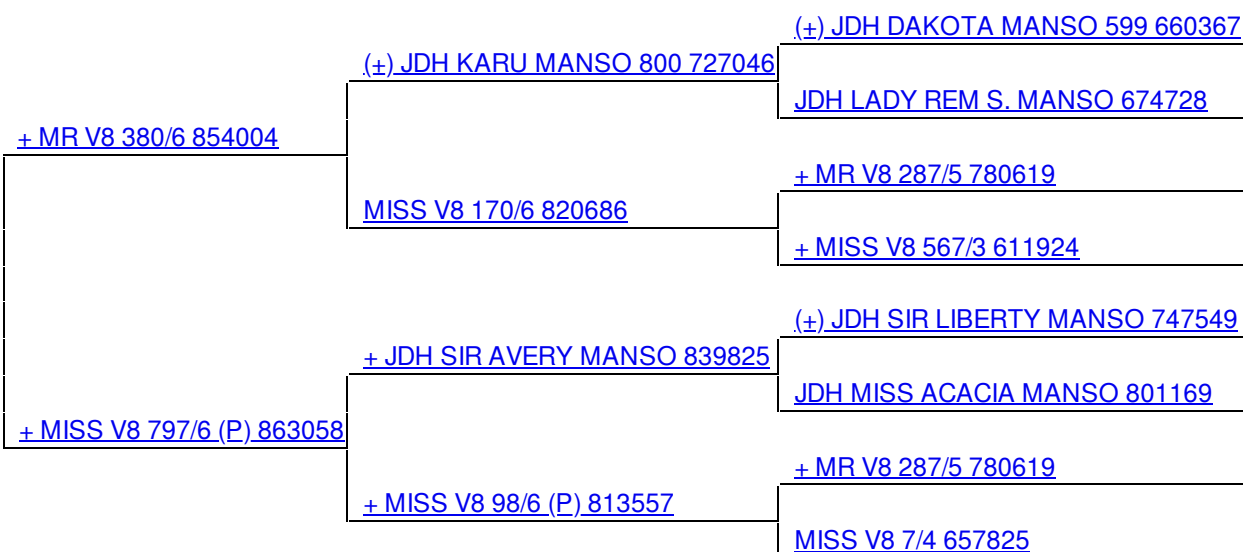 (+) JDH DAKOTA MANSO 599 660367
(+) JDH KARU MANSO 800 727046
JDH LADY REM S. MANSO 674728
+ MR V8 380/6 854004
+ MR V8 287/5 780619
MISS V8 170/6 820686
+ MISS V8 567/3 611924
(+) JDH SIR LIBERTY MANSO 747549
+ JDH SIR AVERY MANSO 839825
JDH MISS ACACIA MANSO 801169
+ MISS V8 797/6 (P) 863058
+ MR V8 287/5 780619
+ MISS V8 98/6 (P) 813557
MISS V8 7/4 657825